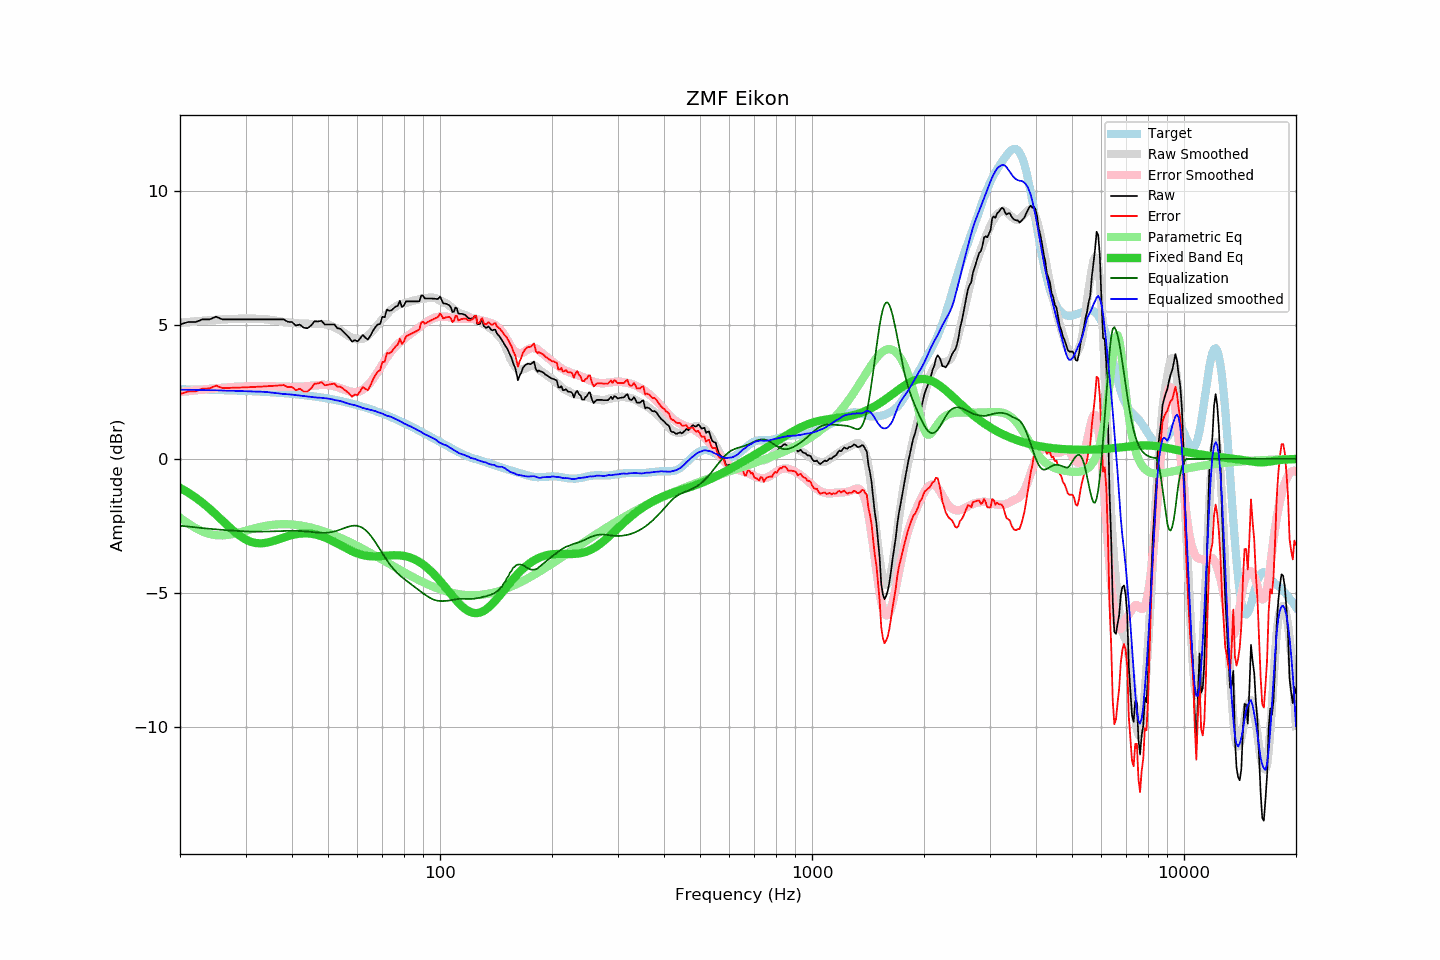 ZMF Eikon
Amplitude (dBr)
10
5
0
−5
−10
Target
Raw Smoothed
Error Smoothed
Raw
Error
Parametric Eq
Fixed Band Eq
Equalization
Equalized smoothed
100
1000
10000
Frequency (Hz)